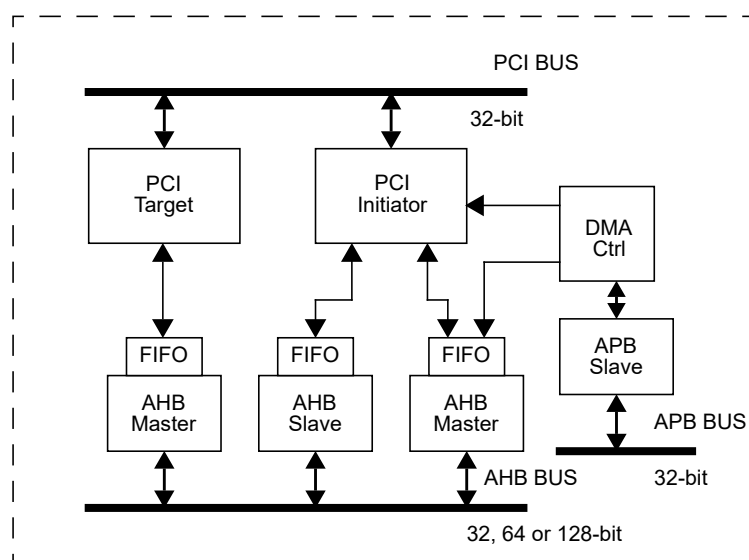 PCI BUS
32-bit
PCI
Target
PCI
Initiator
DMA
Ctrl
FIFO
FIFO
FIFO
APB
Slave
AHB
Master
AHB
Slave
AHB
Master
APB BUS
AHB BUS
32-bit
32, 64 or 128-bit